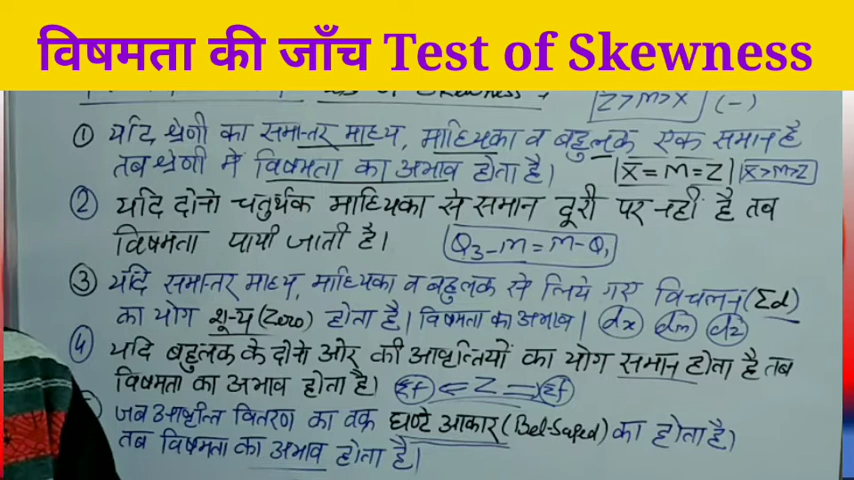 विषमता की जाँच Test of Skewness
Z>M>X̄ (-)
① यदि श्रेणी का समान्तर माध्य, माध्यिका व बहुलक एक समान है
तब श्रेणी में विषमता का अभाव होता है। X̄=M=Z X̄>M>Z
② यदि दोनों चतुर्थक माध्यिका से समान दूरी पर नहीं है तब
विषमता पायी जाती है। Q₃-M=M-Q₁
③ यदि समान्तर माध्य, माध्यिका व बहुलक से लिये गए विचलन (Σd)
का योग शून्य (Zero) होता है। विषमता का अभाव। dx dm dz
④ यदि बहुलक के दोनों ओर की आवृत्तियों का योग समान होता है तब
विषमता का अभाव होता है। Σf ⇐ Z ⇒ Σf
जब आवृत्ति वितरण का वक्र घण्टे आकार (Bel-Saped) का होता है।
तब विषमता का अभाव होता है।